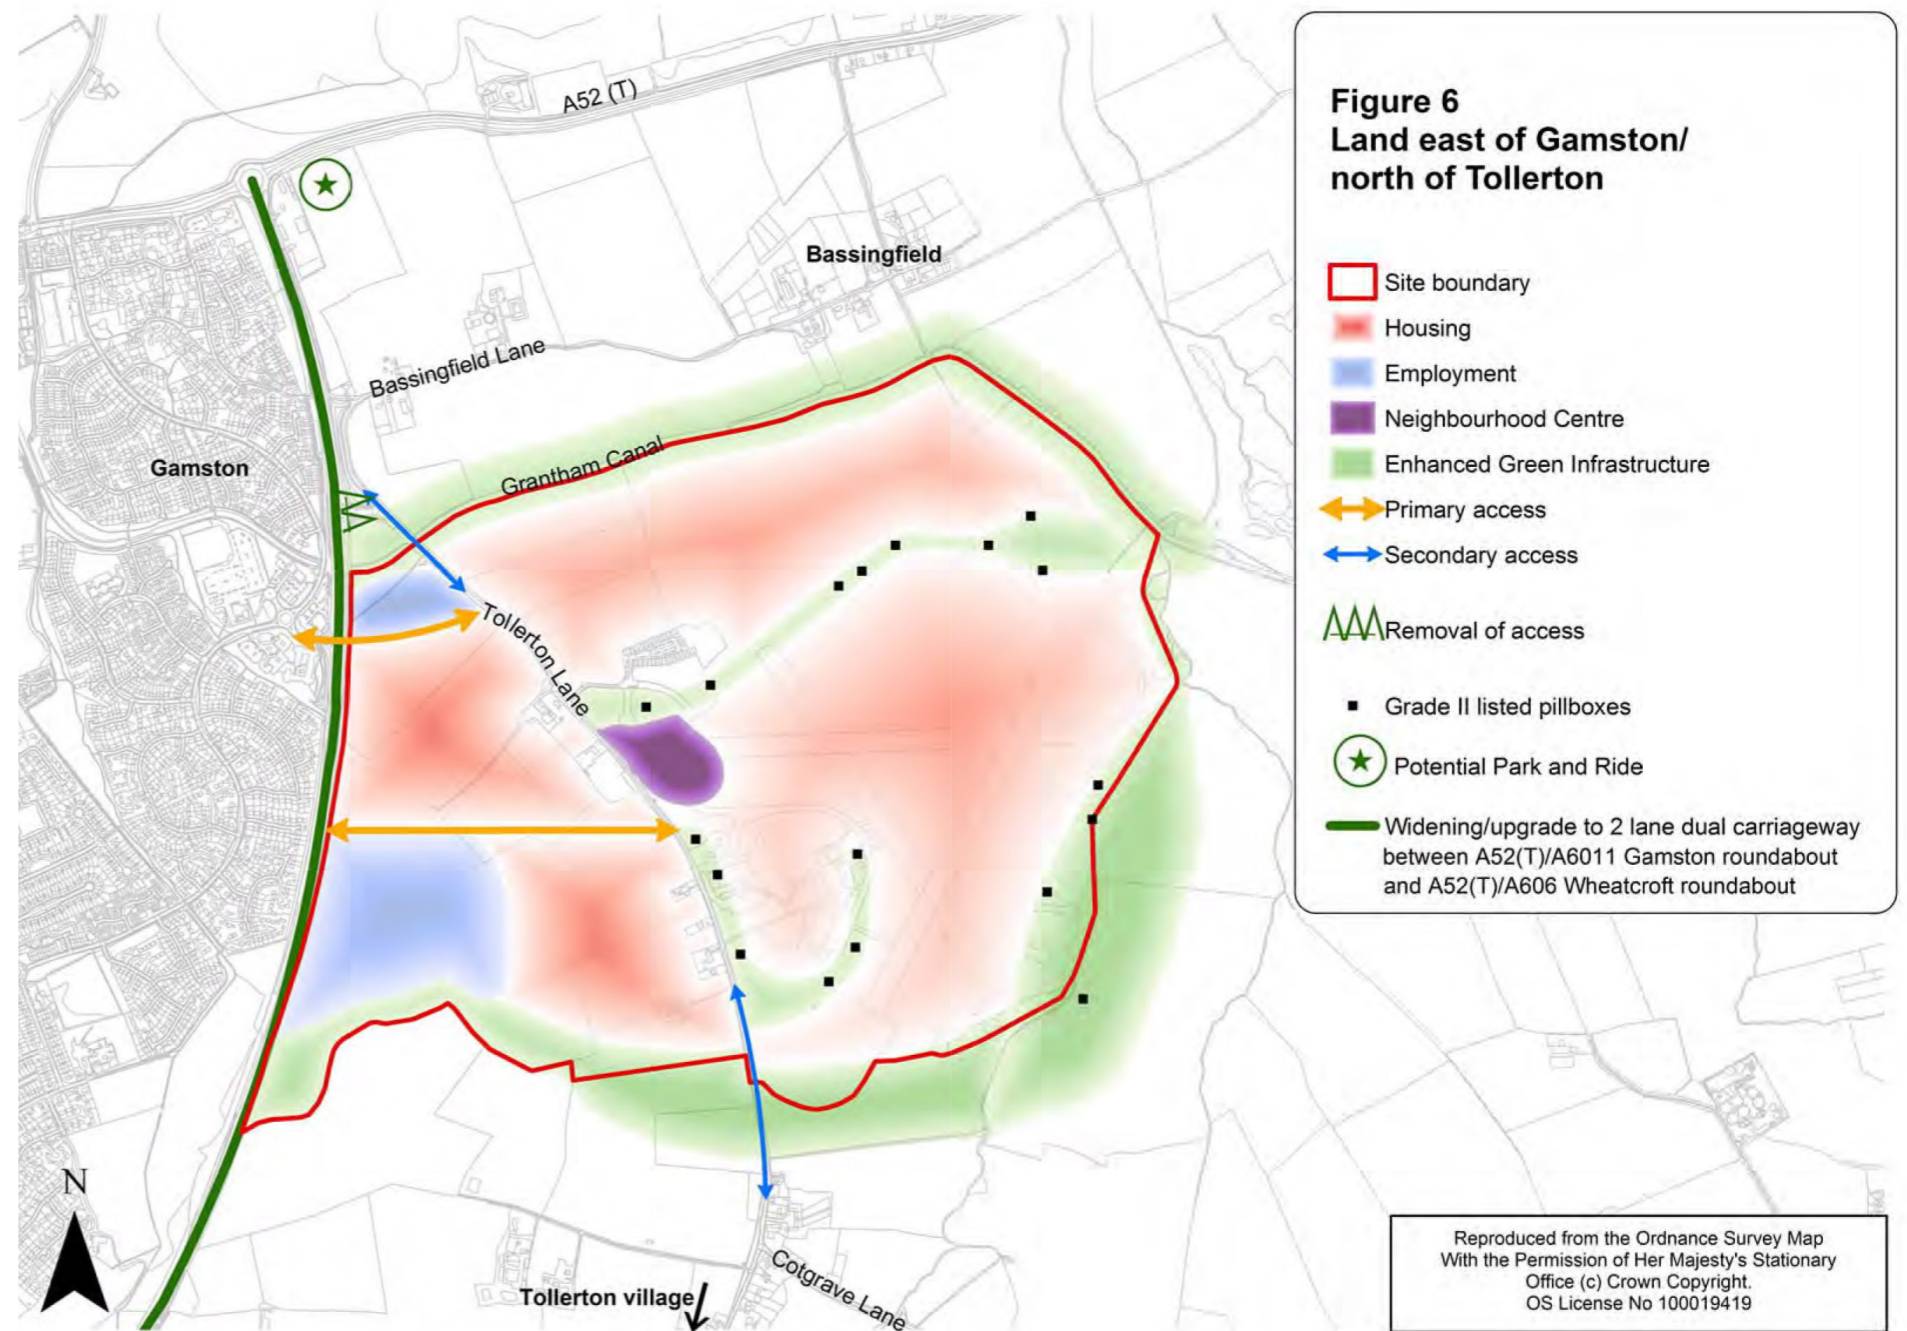 A52 (T)
Bassingfield
Bassingfield Lane
Gamston
Grantham Canal
Tollerton Lane
N
Tollerton village
Cotgrave Lane
Figure 6
Land east of Gamston/
north of Tollerton
Site boundary
Housing
Employment
Neighbourhood Centre
Enhanced Green Infrastructure
Primary access
Secondary access
Removal of access
Grade II listed pillboxes
Potential Park and Ride
Widening/upgrade to 2 lane dual carriageway
between A52(T)/A6011 Gamston roundabout
and A52(T)/A606 Wheatcroft roundabout
Reproduced from the Ordnance Survey Map
With the Permission of Her Majesty's Stationary
Office (c) Crown Copyright.
OS License No 100019419